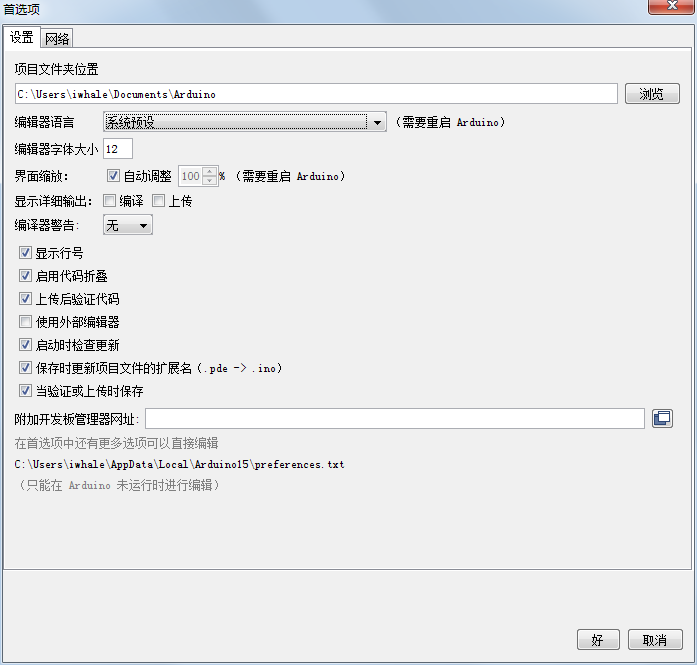 首选项
设置 网络
项目文件夹位置
C:\Users\iwhale\Documents\Arduino 浏览
编辑器语言 系统预设 （需要重启 Arduino）
编辑器字体大小 12
界面缩放： 自动调整 100 % （需要重启 Arduino）
显示详细输出： 编译 上传
编译器警告： 无
显示行号
启用代码折叠
上传后验证代码
使用外部编辑器
启动时检查更新
保存时更新项目文件的扩展名（.pde -> .ino）
当验证或上传时保存
附加开发板管理器网址：
在首选项中还有更多选项可以直接编辑
C:\Users\iwhale\AppData\Local\Arduino15\preferences.txt
（只能在 Arduino 未运行时进行编辑）
好 取消